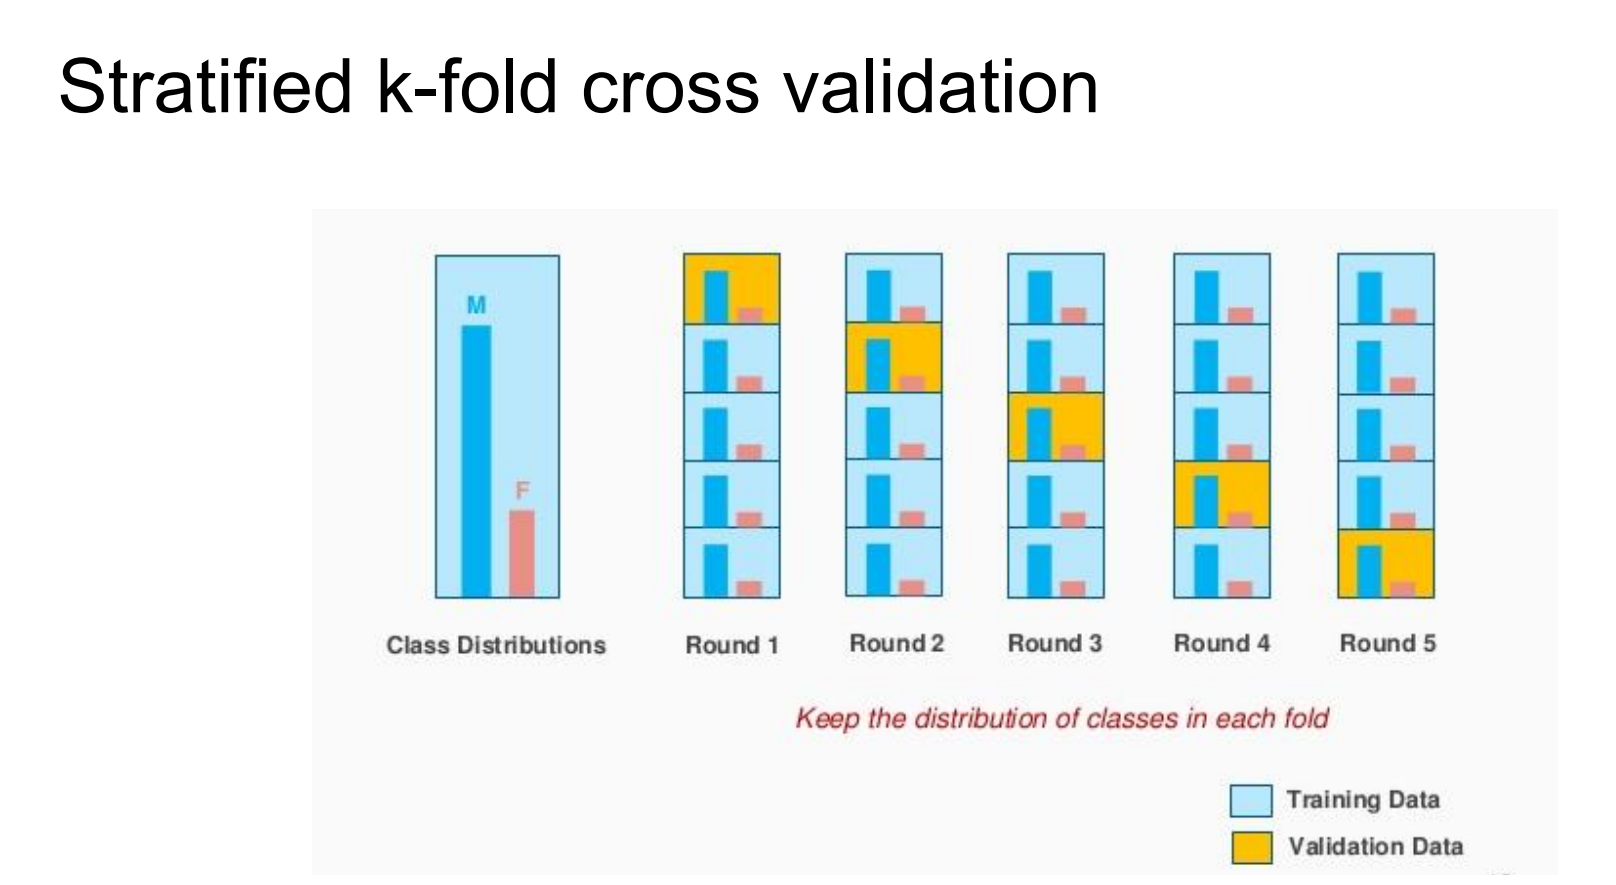 Stratified k-fold cross validation
M
F
Class Distributions
Round 1
Round 2
Round 3
Round 4
Round 5
Keep the distribution of classes in each fold
Training Data
Validation Data